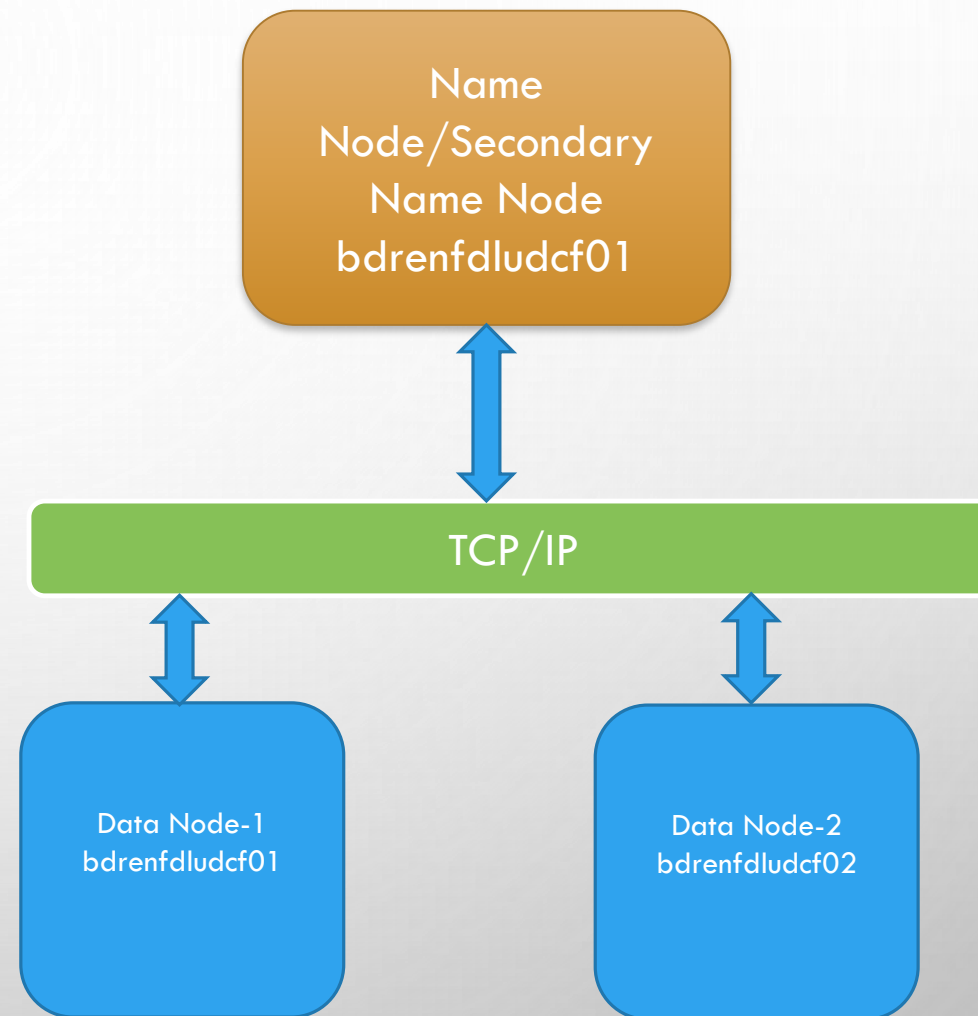 Name
Node/Secondary
Name Node
bdrenfdludcf01
TCP/IP
Data Node-1
bdrenfdludcf01
Data Node-2
bdrenfdludcf02